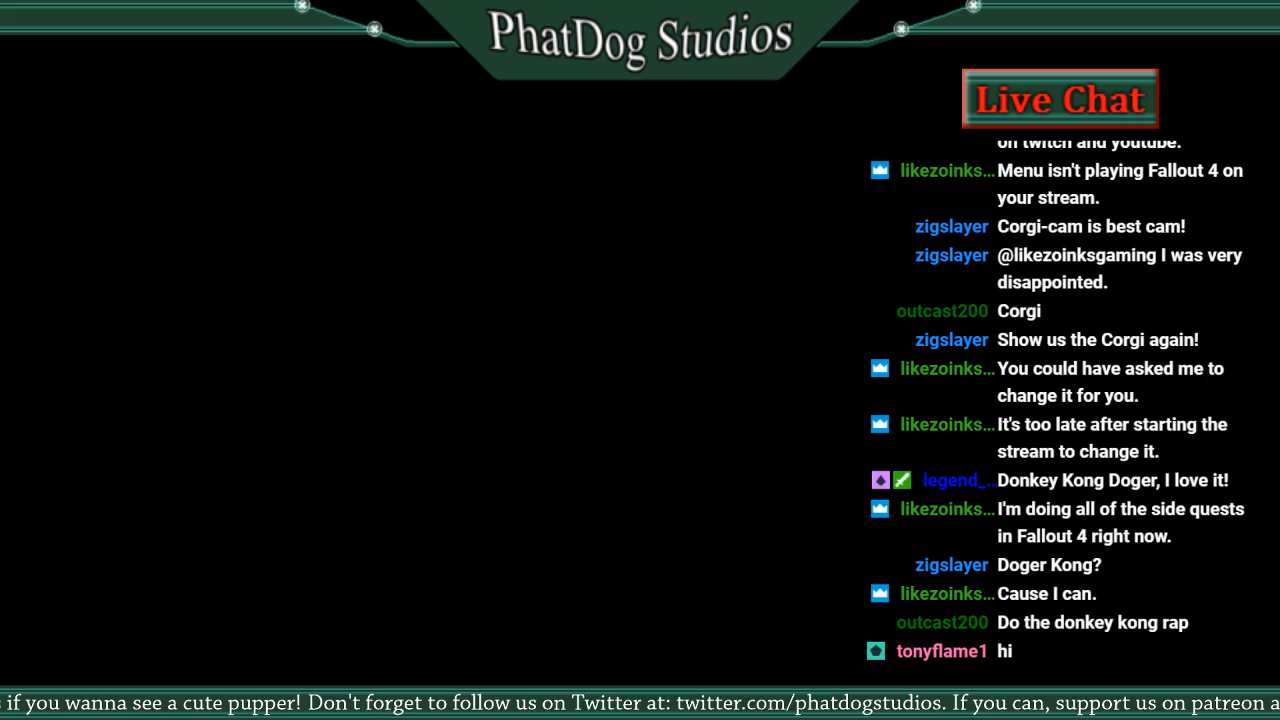 PhatDog Studios
Live Chat
on twitch and youtube.
likezoinks... Menu isn't playing Fallout 4 on
your stream.
zigslayer Corgi-cam is best cam!
zigslayer @likezoinksgaming I was very
disappointed.
outcast200 Corgi
zigslayer Show us the Corgi again!
likezoinks... You could have asked me to
change it for you.
likezoinks... It's too late after starting the
stream to change it.
legend_... Donkey Kong Doger, I love it!
likezoinks... I'm doing all of the side quests
in Fallout 4 right now.
zigslayer Doger Kong?
likezoinks... Cause I can.
outcast200 Do the donkey kong rap
tonyflame1 hi
if you wanna see a cute pupper! Don't forget to follow us on Twitter at: twitter.com/phatdogstudios. If you can, support us on patreon a